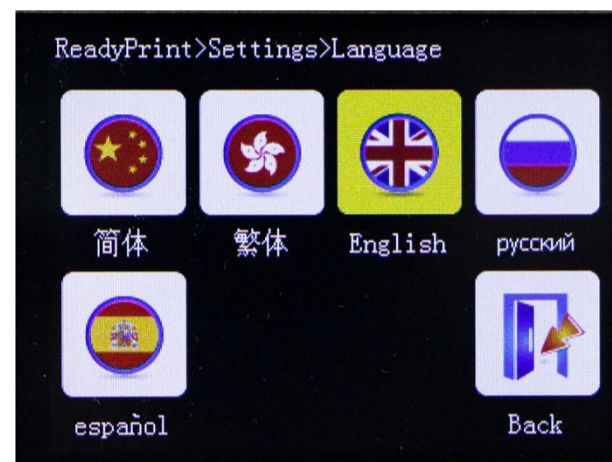 ReadyPrint>Settings>Language
简体
繁体
English
русский
español
Back